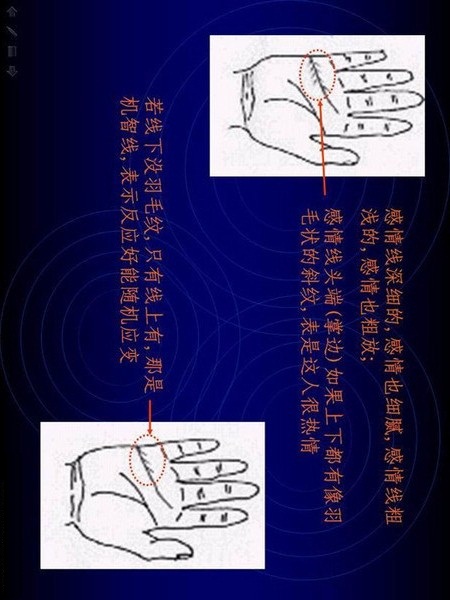 感情线深细的,感情也细腻,感情线粗
浅的,感情也粗放;
感情线头端(掌边)如果上下都有像羽
毛状的斜纹,表是这人很热情
若线下没羽毛纹,只有线上有,那是
机智线,表示反应好能随机应变